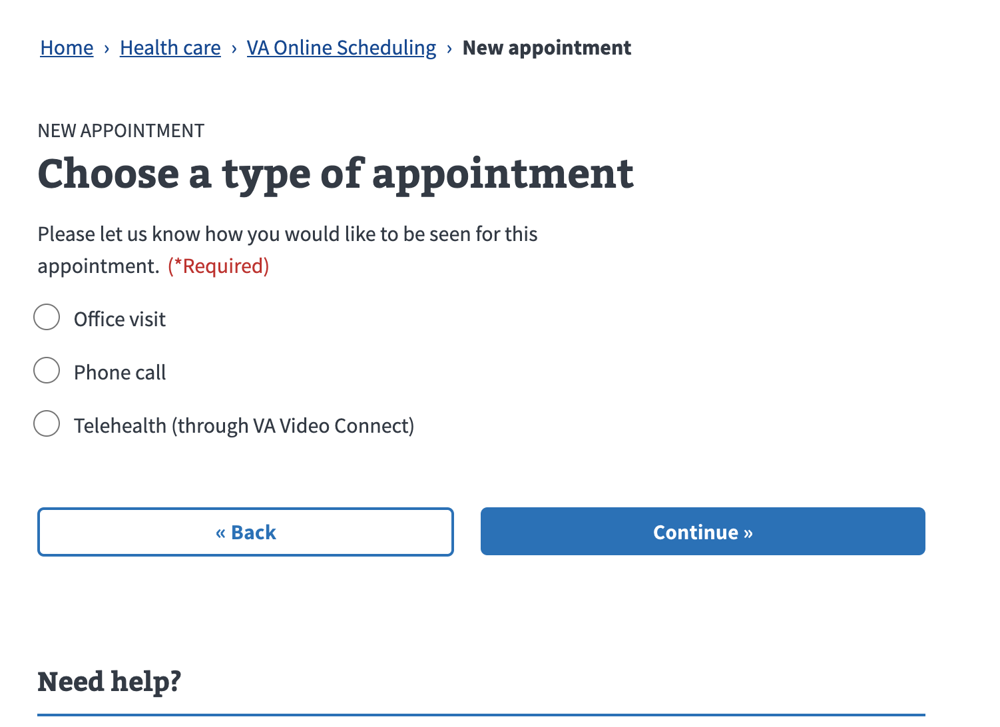 Home › Health care › VA Online Scheduling › New appointment
NEW APPOINTMENT
Choose a type of appointment
Please let us know how you would like to be seen for this
appointment. (*Required)
Office visit
Phone call
Telehealth (through VA Video Connect)
« Back
Continue »
Need help?